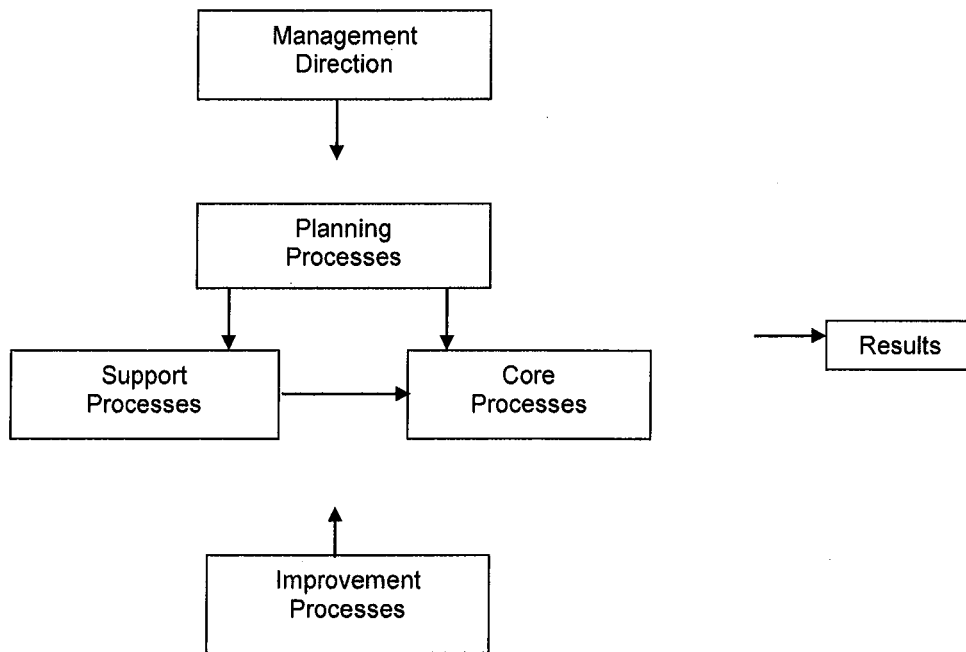 Management
Direction
Planning
Processes
Results
Support
Processes
Core
Processes
Improvement
Processes